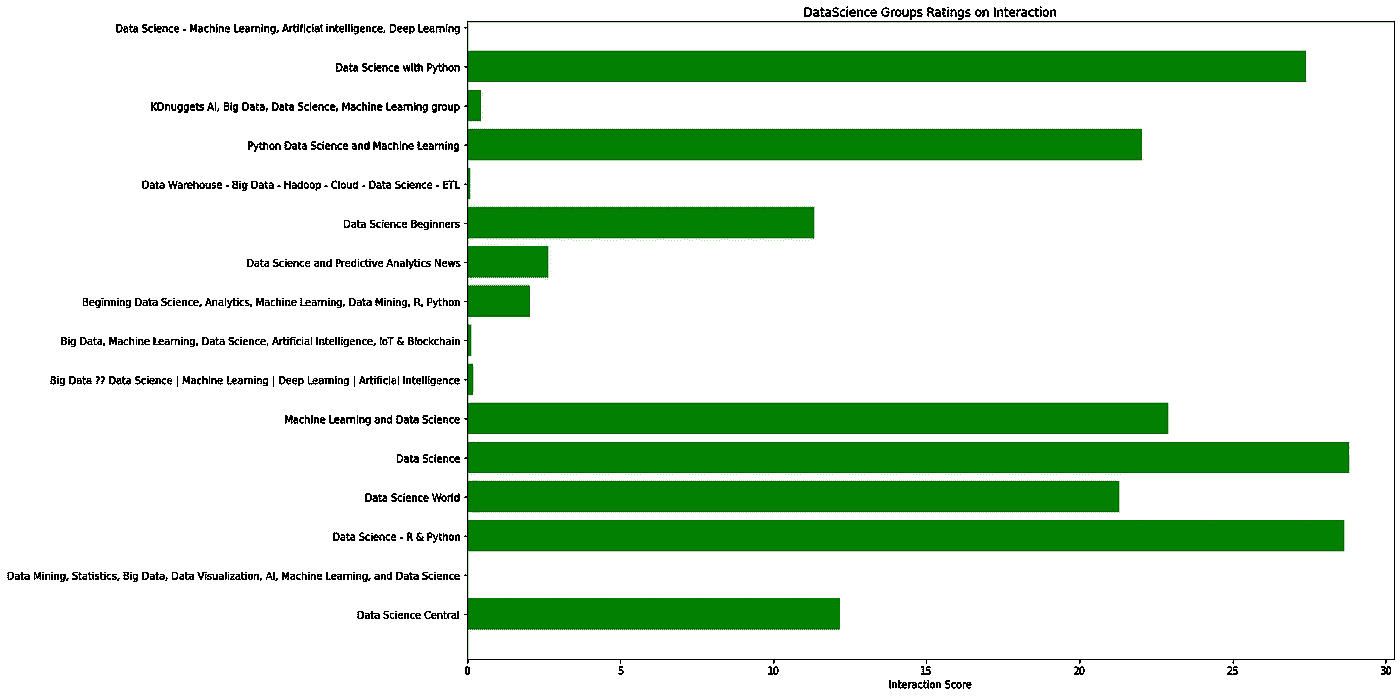 DataScience Groups Ratings on Interaction
Data Science - Machine Learning, Artificial intelligence, Deep Learning
Data Science with Python
KDnuggets AI, Big Data, Data Science, Machine Learning group
Python Data Science and Machine Learning
Data Warehouse - Big Data - Hadoop - Cloud - Data Science - ETL
Data Science Beginners
Data Science and Predictive Analytics News
Beginning Data Science, Analytics, Machine Learning, Data Mining, R, Python
Big Data, Machine Learning, Data Science, Artificial Intelligence, IoT & Blockchain
Big Data ?? Data Science | Machine Learning | Deep Learning | Artificial Intelligence
Machine Learning and Data Science
Data Science
Data Science World
Data Science - R & Python
Data Mining, Statistics, Big Data, Data Visualization, AI, Machine Learning, and Data Science
Data Science Central
0 5 10 15 20 25 30
Interaction Score